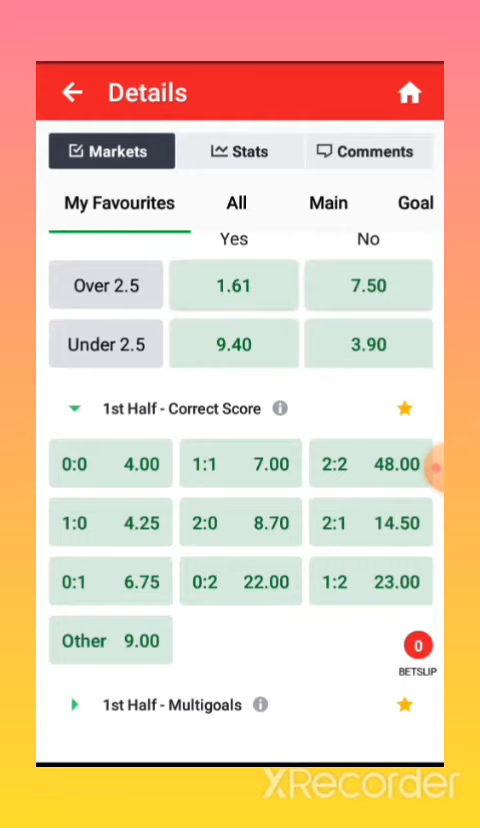 Details
Markets Stats Comments
My Favourites All Main Goal
Yes No
Over 2.5 1.61 7.50
Under 2.5 9.40 3.90
1st Half - Correct Score
0:0 4.00 1:1 7.00 2:2 48.00
1:0 4.25 2:0 8.70 2:1 14.50
0:1 6.75 0:2 22.00 1:2 23.00
Other 9.00
0
BETSLIP
1st Half - Multigoals
XRecorder